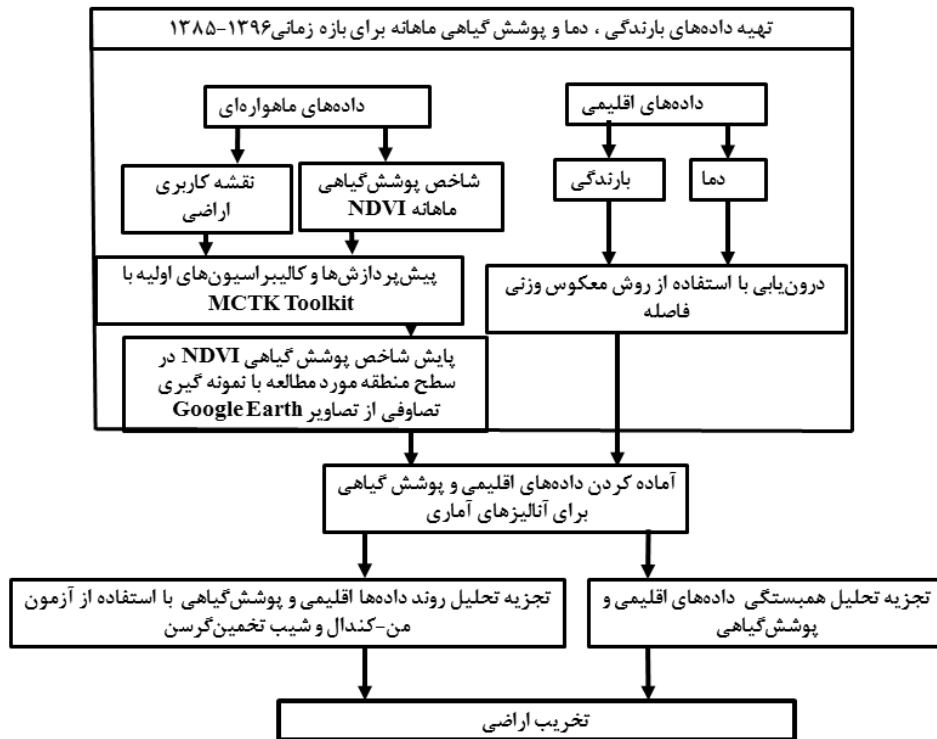 تهیه داده‌های بارندگی ، دما و پوشش گیاهی ماهانه برای بازه زمانی۱۳۹۶-۱۳۸۵
داده‌های اقلیمی
داده‌های ماهواره‌ای
دما
بارندگی
شاخص پوشش‌گیاهی
ماهانه NDVI
نقشه کاربری
اراضی
درون‌یابی با استفاده از روش معکوس وزنی
فاصله
پیش‌پردازش‌ها و کالیبراسیون‌های اولیه با
MCTK Toolkit
پایش شاخص پوشش گیاهی NDVI در
سطح منطقه مورد مطالعه با نمونه گیری
تصاوفی از تصاویر Google Earth
آماده کردن داده‌های اقلیمی و پوشش گیاهی
برای آنالیزهای آماری
تجزیه تحلیل همبستگی داده‌های اقلیمی و
پوشش‌گیاهی
تجزیه تحلیل روند داده‌ها اقلیمی و پوشش‌گیاهی با استفاده از آزمون
من-کندال و شیب تخمین‌گرسن
تخریب اراضی